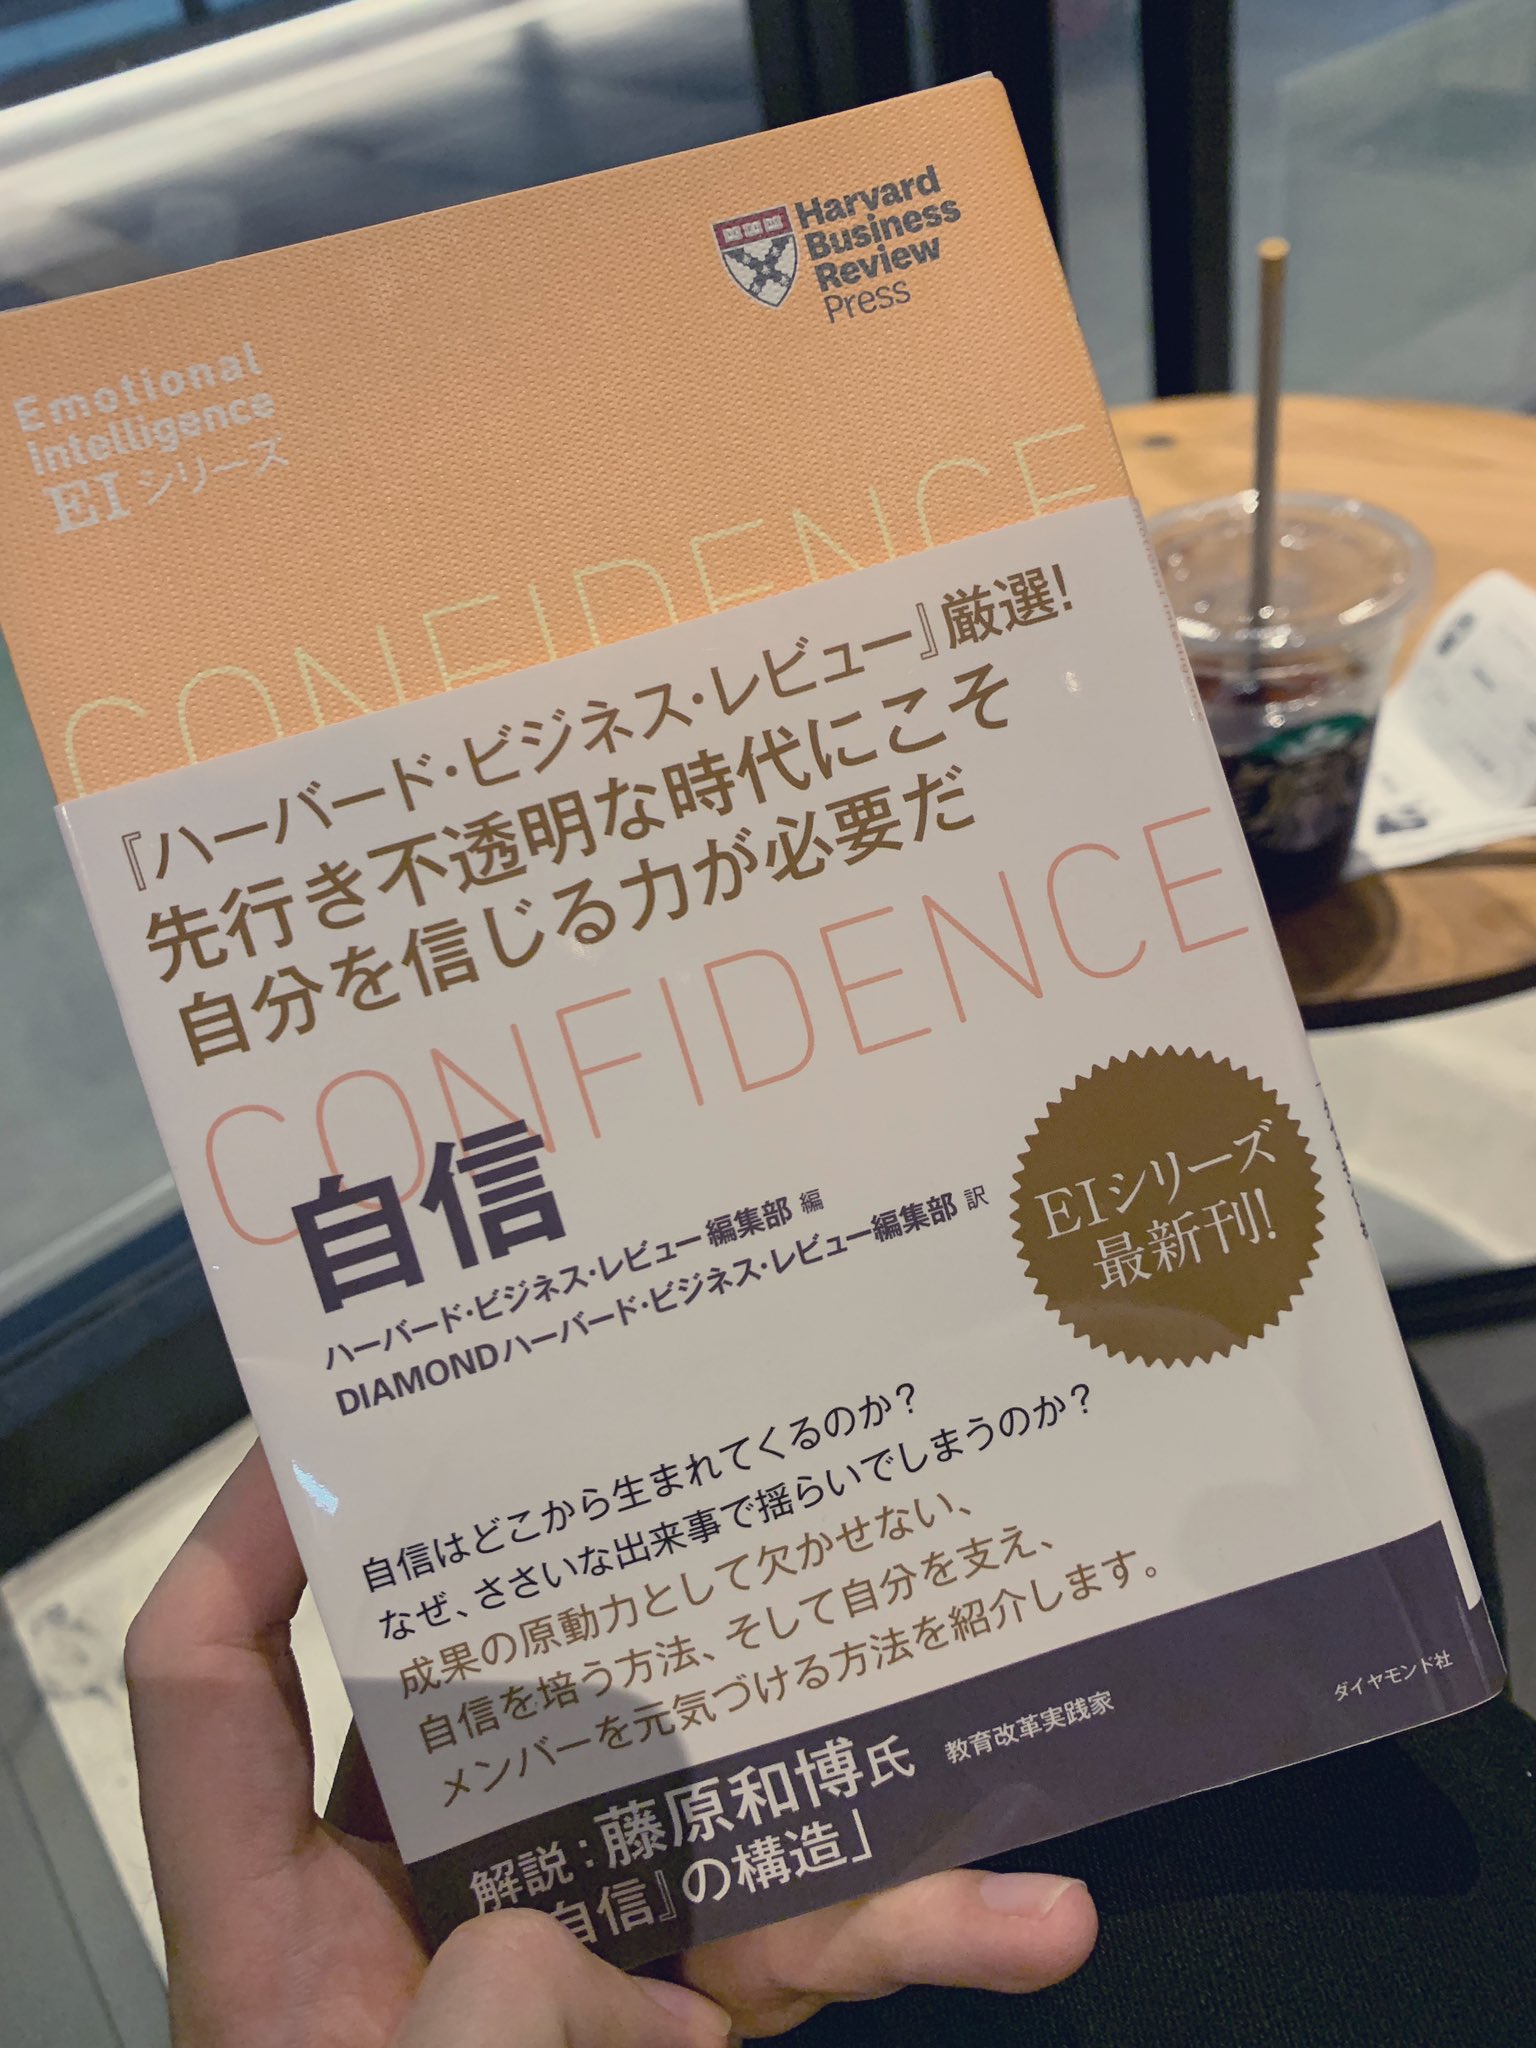 Harvard
Business
Review
Press
Emotional
Intelligence
EIシリーズ
CONFIDENCE
『ハーバード・ビジネス・レビュー』厳選!
先行き不透明な時代にこそ
自分を信じる力が必要だ
CONFIDENCE
自信
ハーバード・ビジネス・レビュー編集部 編
DIAMONDハーバード・ビジネス・レビュー編集部 訳
EIシリーズ
最新刊!
自信はどこから生まれてくるのか?
なぜ、ささいな出来事で揺らいでしまうのか?
成果の原動力として欠かせない、
自信を培う方法、そして自分を支え、
メンバーを元気づける方法を紹介します。
ダイヤモンド社
解説:藤原和博氏 教育改革実践家
自信』の構造」